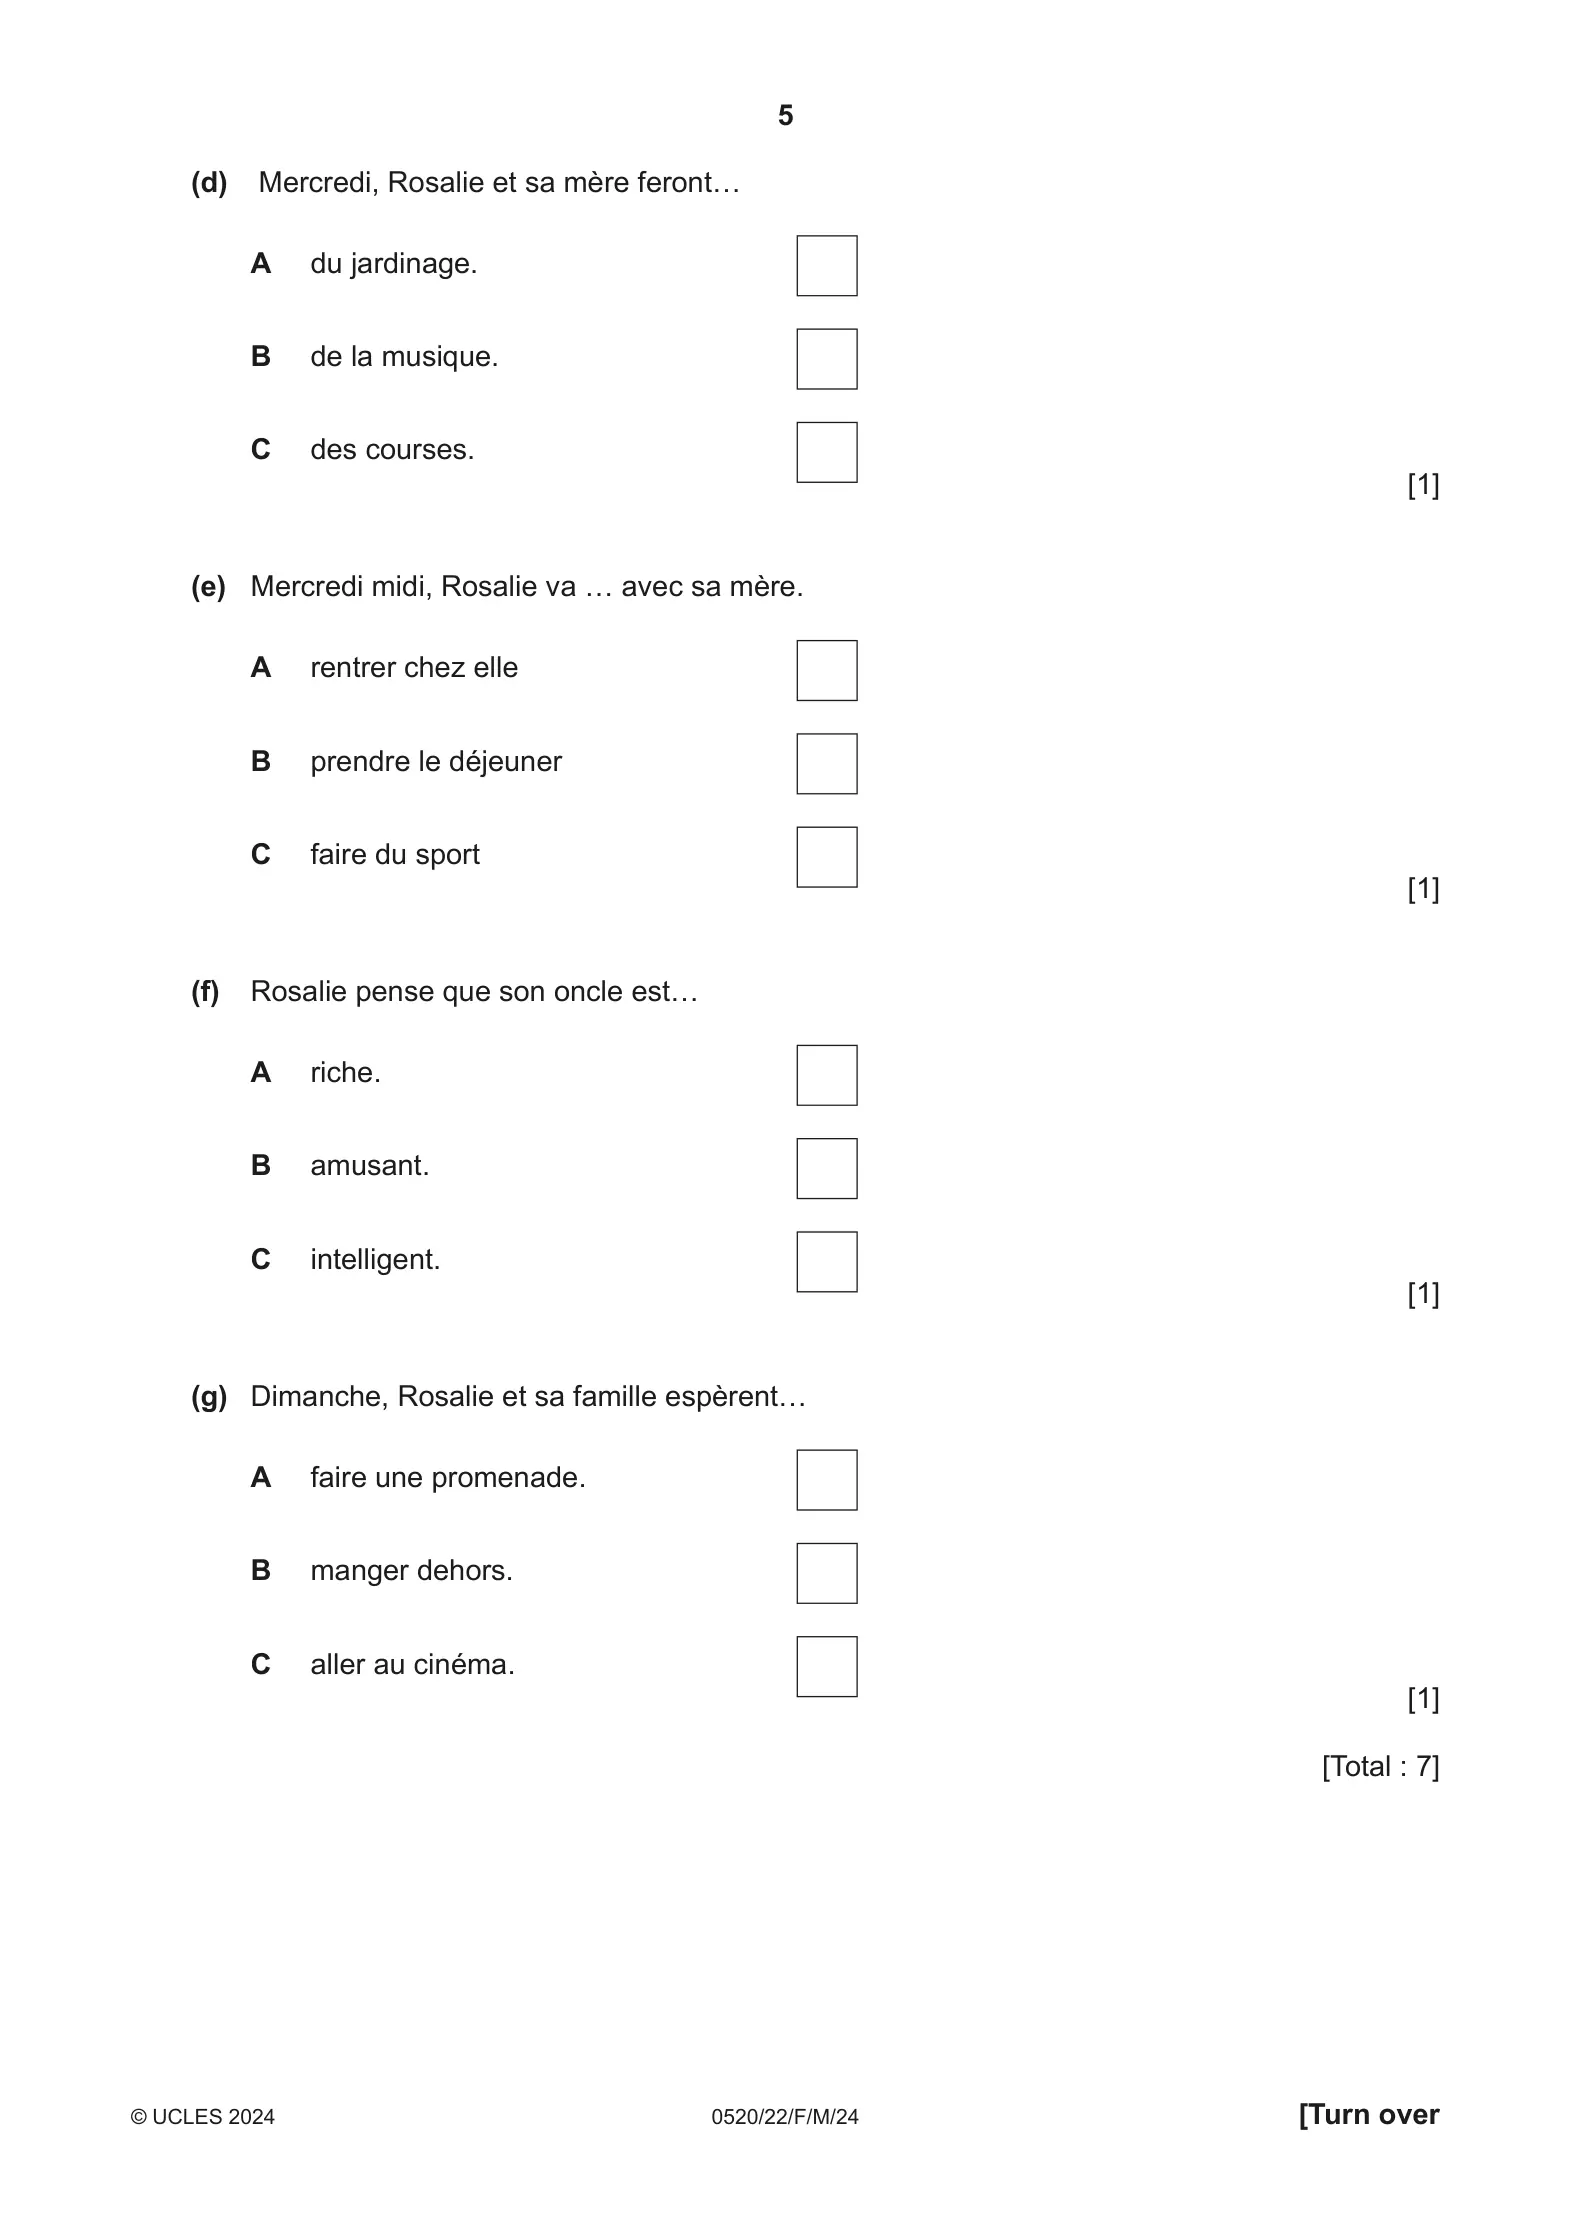 5
(d) Mercredi, Rosalie et sa mère feront…
A du jardinage.
B de la musique.
C des courses.
[1]
(e) Mercredi midi, Rosalie va … avec sa mère.
A rentrer chez elle
B prendre le déjeuner
C faire du sport
[1]
(f) Rosalie pense que son oncle est…
A riche.
B amusant.
C intelligent.
[1]
(g) Dimanche, Rosalie et sa famille espèrent…
A faire une promenade.
B manger dehors.
C aller au cinéma.
[1]
[Total : 7]
© UCLES 2024 0520/22/F/M/24 [Turn over